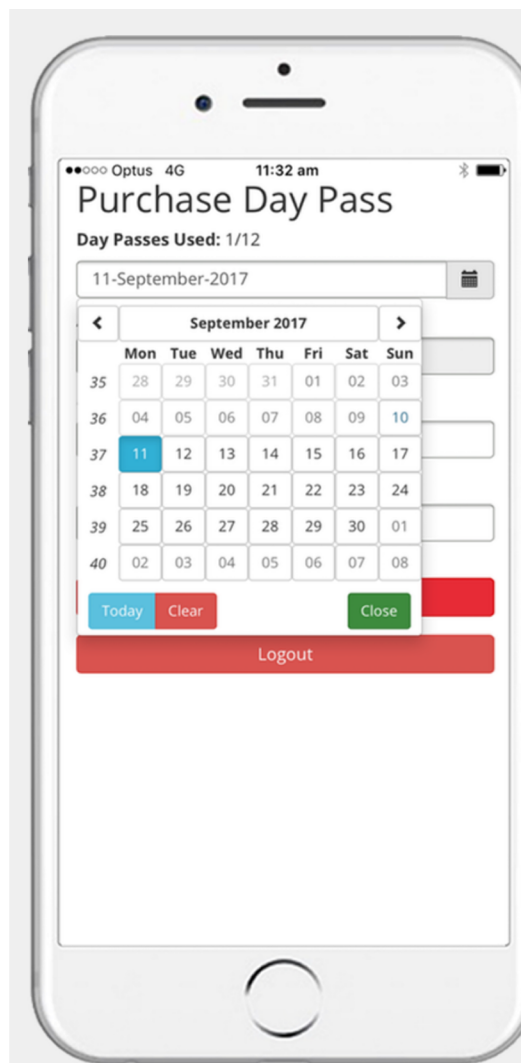 Optus 4G 11:32 am
Purchase Day Pass
Day Passes Used: 1/12
11-September-2017
September 2017
Mon Tue Wed Thu Fri Sat Sun
35 28 29 30 31 01 02 03
36 04 05 06 07 08 09 10
37 11 12 13 14 15 16 17
38 18 19 20 21 22 23 24
39 25 26 27 28 29 30 01
40 02 03 04 05 06 07 08
Today Clear Close
Logout